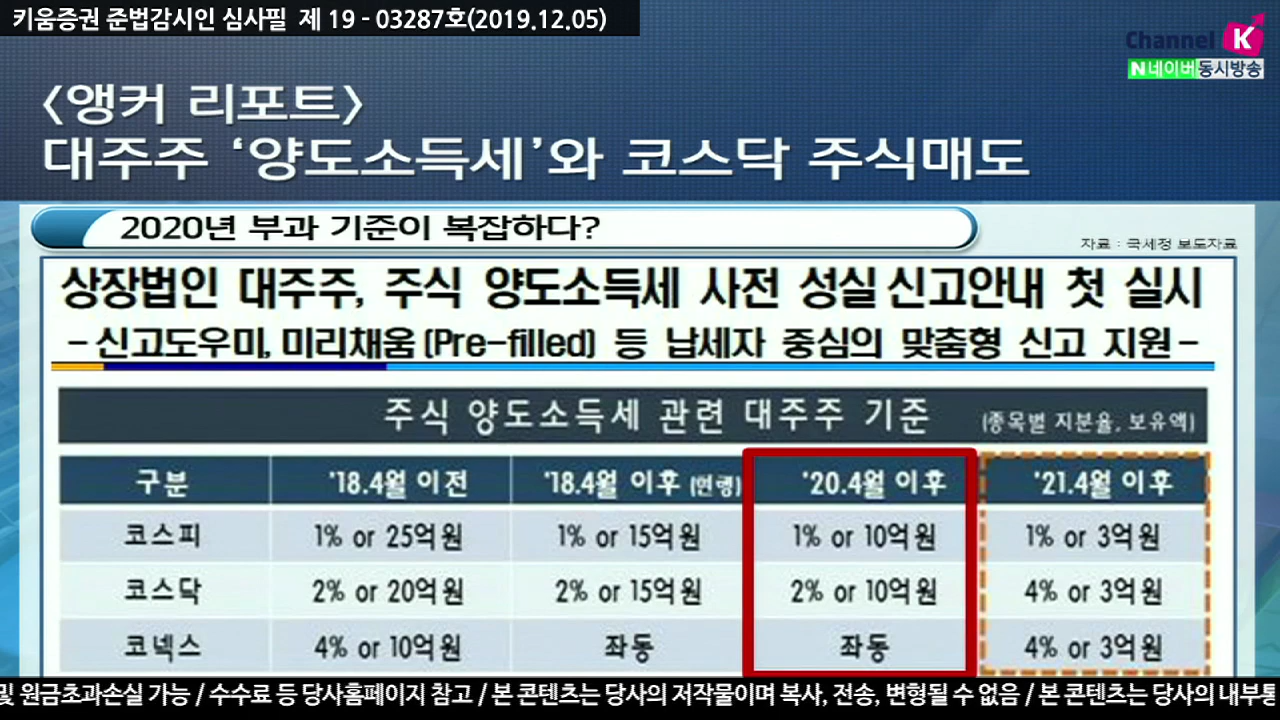 키움증권 준법감시인 심사필 제 19 - 03287호(2019.12.05)
Channel K
N네이버 동시방송
<앵커 리포트>
대주주 ‘양도소득세’와 코스닥 주식매도
2020년 부과 기준이 복잡하다?
자료 : 국세청 보도자료
상장법인 대주주, 주식 양도소득세 사전 성실 신고안내 첫 실시
- 신고도우미, 미리채움(Pre-filled) 등 납세자 중심의 맞춤형 신고 지원 -
주식 양도소득세 관련 대주주 기준 (종목별 지분율, 보유액)
구분 '18.4월 이전 '18.4월 이후 (현행) '20.4월 이후 '21.4월 이후
코스피 1% or 25억원 1% or 15억원 1% or 10억원 1% or 3억원
코스닥 2% or 20억원 2% or 15억원 2% or 10억원 4% or 3억원
코넥스 4% or 10억원 좌동 좌동 4% or 3억원
및 원금초과손실 가능 / 수수료 등 당사홈페이지 참고 / 본 콘텐츠는 당사의 저작물이며 복사, 전송, 변형될 수 없음 / 본 콘텐츠는 당사의 내부통